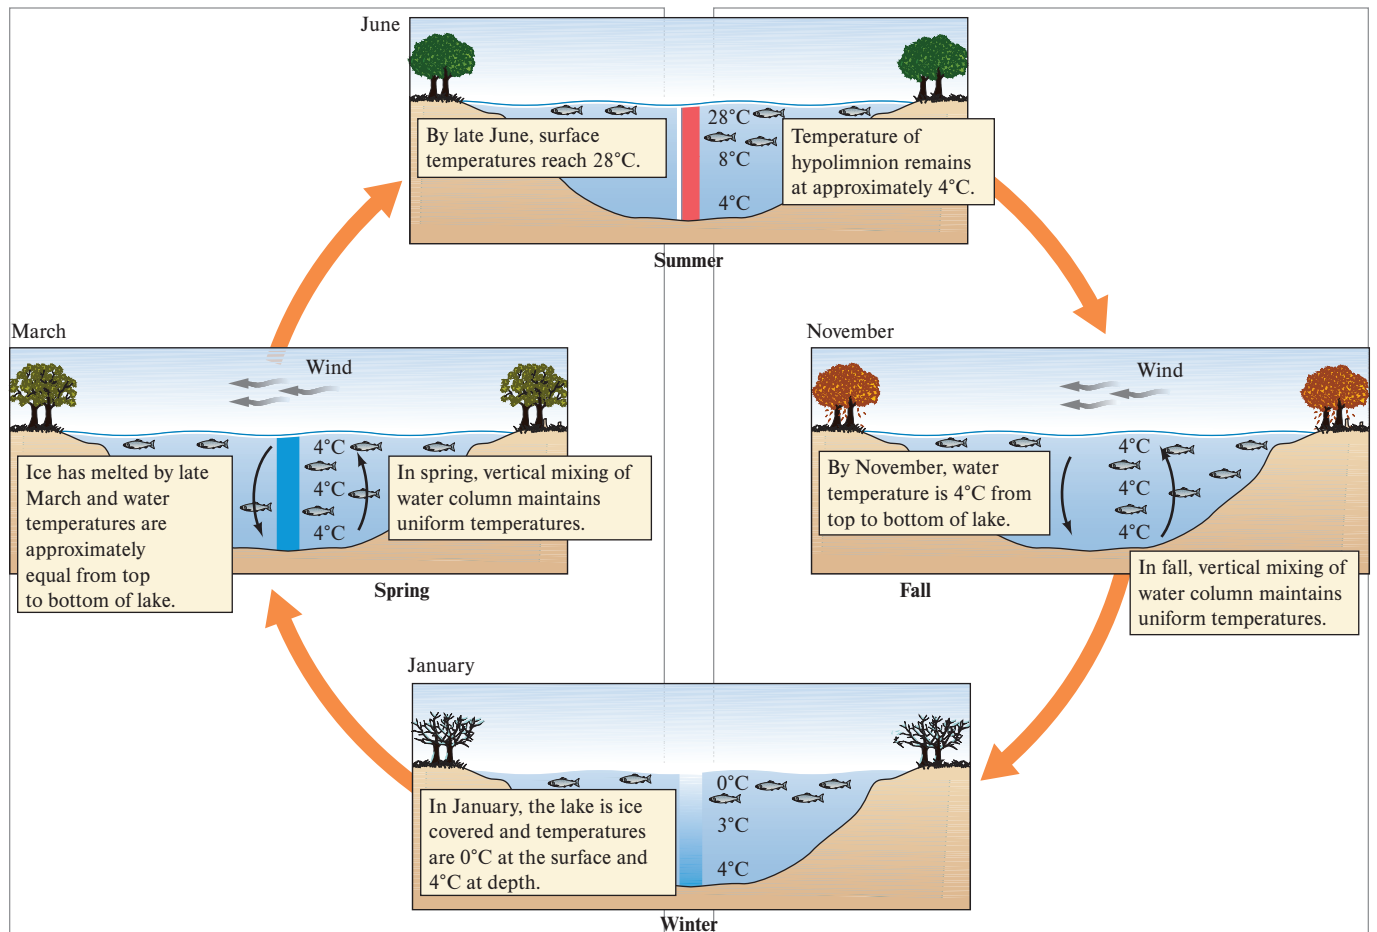 June
28°C
8°C
4°C
By late June, surface
temperatures reach 28°C.
Temperature of
hypolimnion remains
at approximately 4°C.
Summer
March
Wind
4°C
4°C
4°C
Ice has melted by late
March and water
temperatures are
approximately
equal from top
to bottom of lake.
In spring, vertical mixing of
water column maintains
uniform temperatures.
Spring
November
Wind
4°C
4°C
4°C
By November, water
temperature is 4°C from
top to bottom of lake.
In fall, vertical mixing of
water column maintains
uniform temperatures.
Fall
January
0°C
3°C
4°C
In January, the lake is ice
covered and temperatures
are 0°C at the surface and
4°C at depth.
Winter